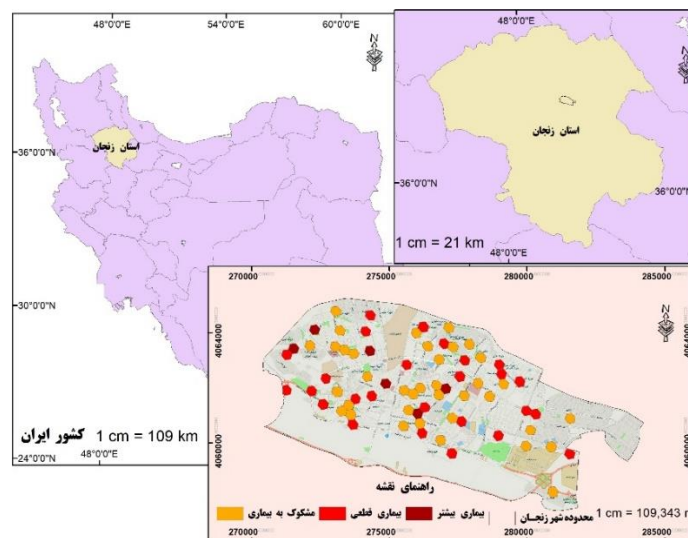 48°0'0"E
54°0'0"E
60°0'0"E
N
استان زنجان
36°0'0"N
30°0'0"N
24°0'0"N
48°0'0"E
کشور ایران
1 cm = 109 km
48°0'0"E
N
استان زنجان
36°0'0"N
36°0'0"N
48°0'0"E
1 cm = 21 km
270000
275000
280000
285000
N
4064000
4064000
4060000
4060000
راهنمای نقشه
مشکوک به بیماری
بیماری قطعی
بیماری بیشتر
محدوده شهر زنجان
1 cm = 109,343 m
270000
275000
280000
285000